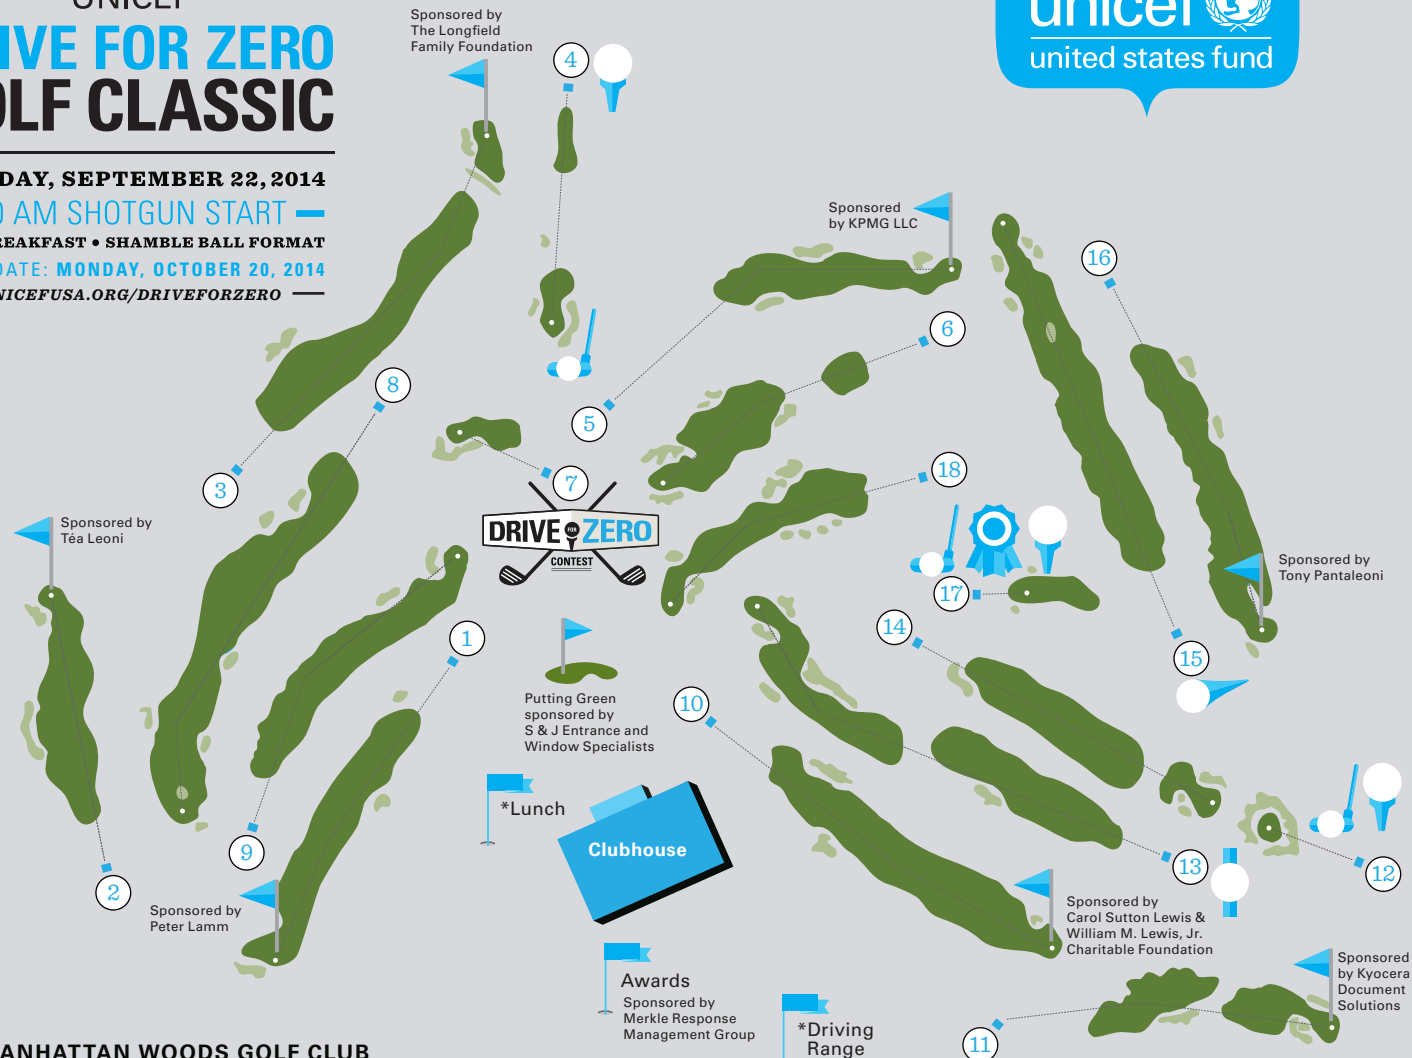 IVE FOR ZERO
LF CLASSIC
DAY, SEPTEMBER 22, 2014
AM SHOTGUN START
REAKFAST • SHAMBLE BALL FORMAT
DATE: MONDAY, OCTOBER 20, 2014
NICEFUSA.ORG/DRIVEFORZERO
unicef
united states fund
Sponsored by
The Longfield
Family Foundation
4
Sponsored
by KPMG LLC
16
6
8
5
3
7
18
Sponsored by
Téa Leoni
DRIVE FOR ZERO
CONTEST
Sponsored by
Tony Pantaleoni
17
14
1
15
10
Putting Green
sponsored by
S & J Entrance and
Window Specialists
*Lunch
Clubhouse
9
2
13
12
Sponsored by
Peter Lamm
Sponsored by
Carol Sutton Lewis &
William M. Lewis, Jr.
Charitable Foundation
Sponsored
by Kyocera
Document
Solutions
Awards
Sponsored by
Merkle Response
Management Group
*Driving
Range
11
ANHATTAN WOODS GOLF CLUB